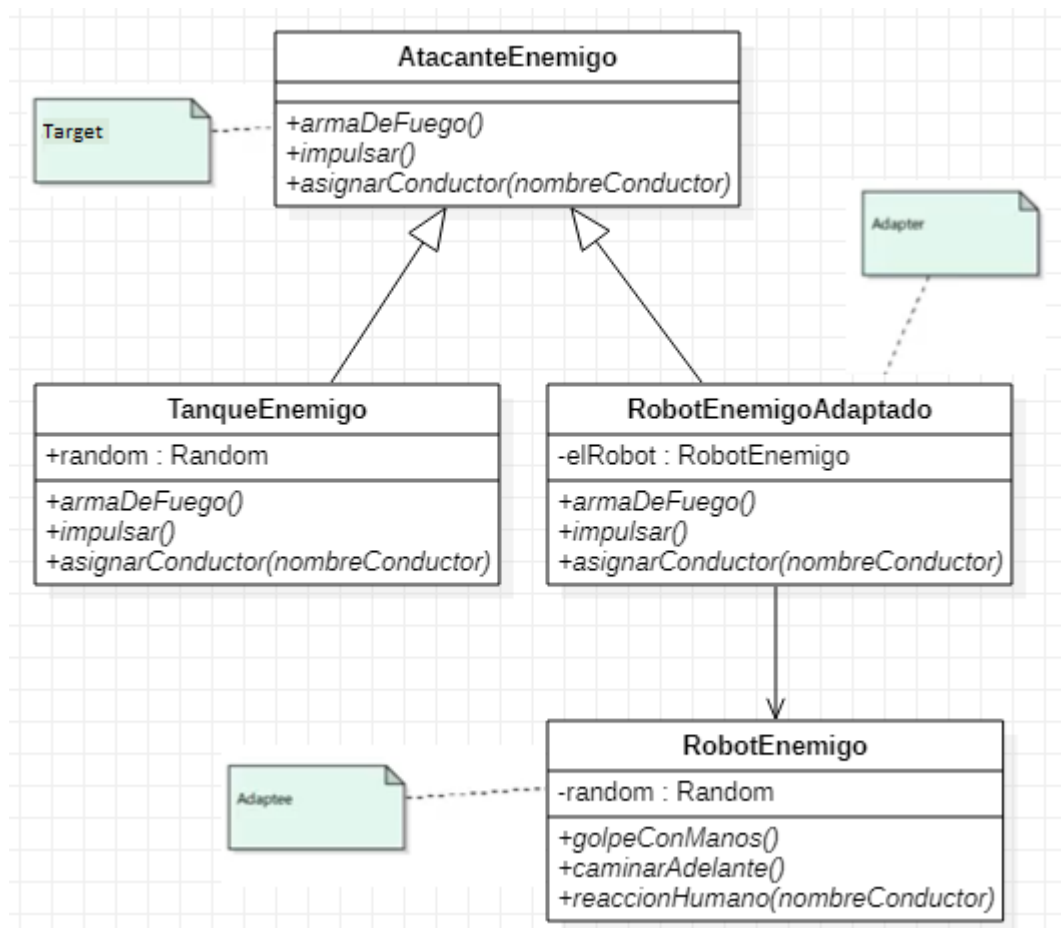 AtacanteEnemigo
Target
+armaDeFuego()
+impulsar()
+asignarConductor(nombreConductor)
Adapter
TanqueEnemigo
+random : Random
+armaDeFuego()
+impulsar()
+asignarConductor(nombreConductor)
RobotEnemigoAdaptado
-elRobot : RobotEnemigo
+armaDeFuego()
+impulsar()
+asignarConductor(nombreConductor)
Adaptee
RobotEnemigo
-random : Random
+golpeConManos()
+caminarAdelante()
+reaccionHumano(nombreConductor)